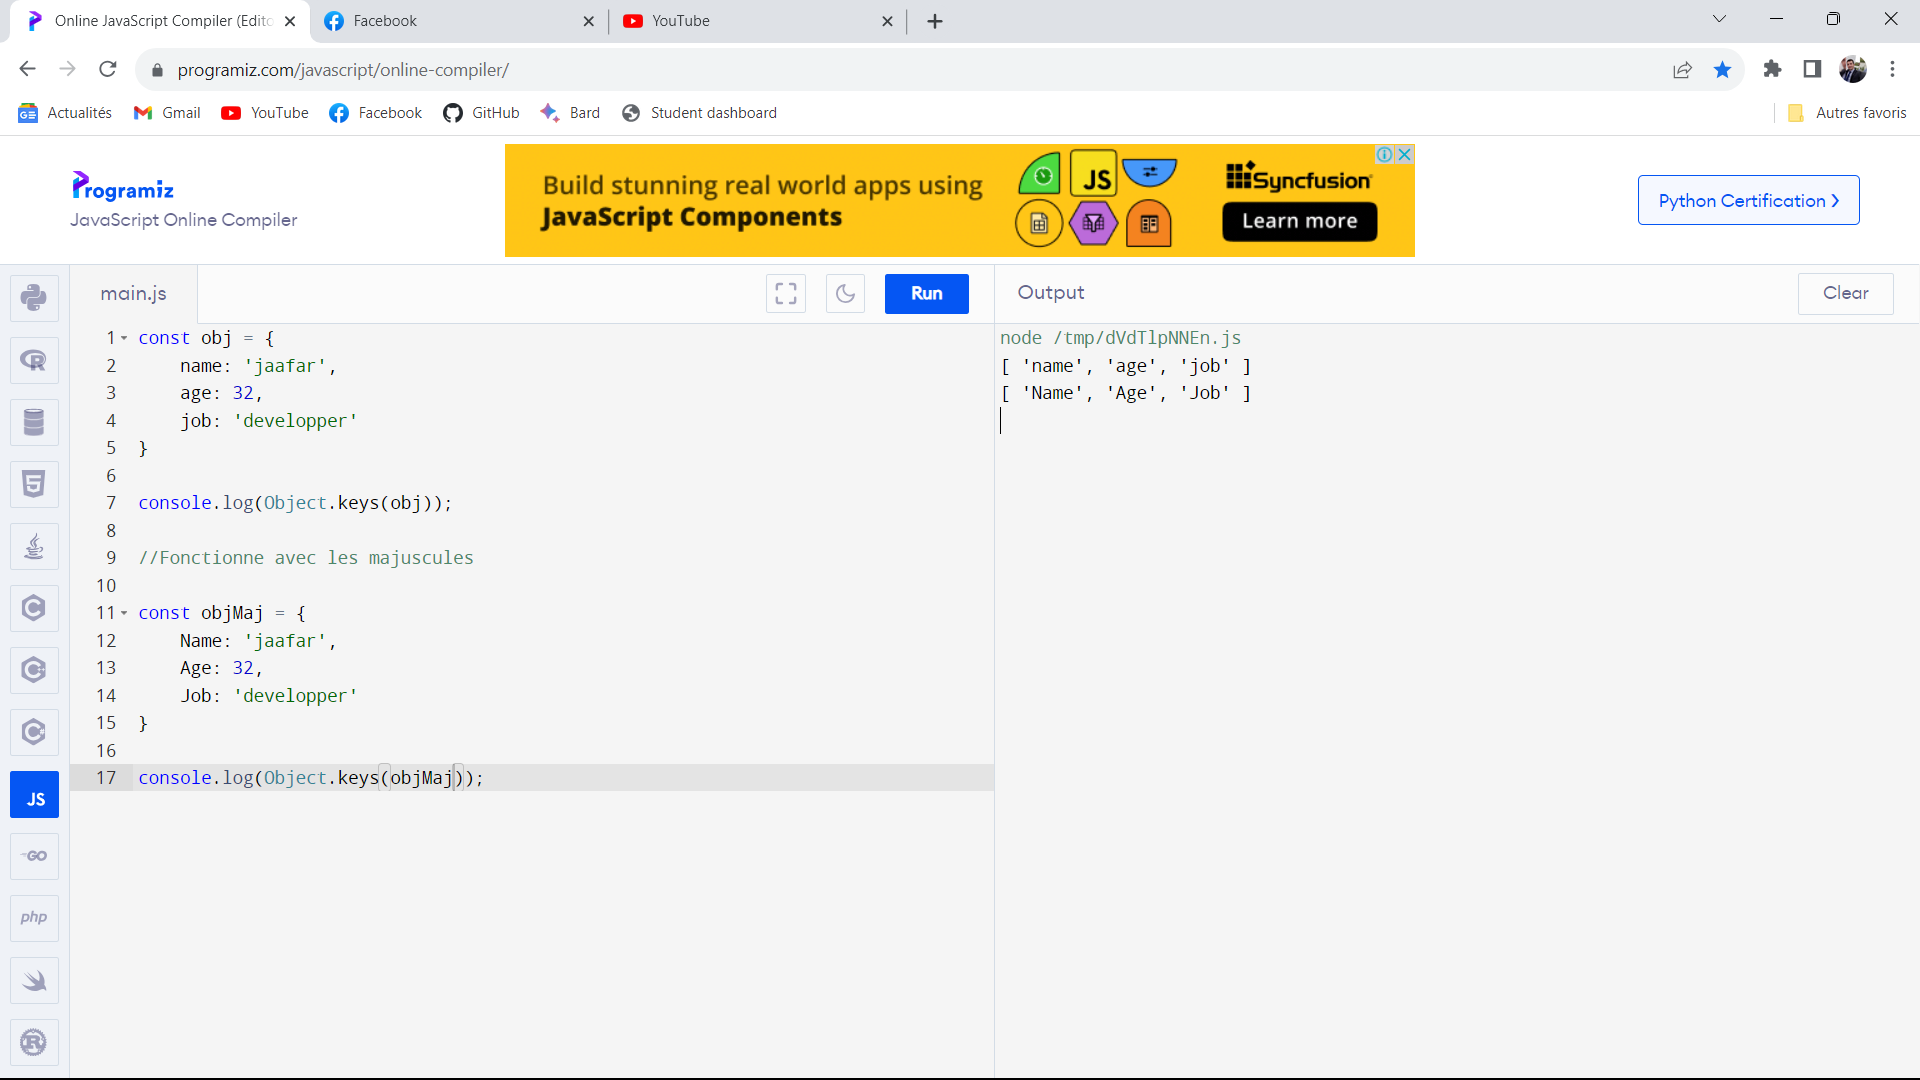 Online JavaScript Compiler (Edito
Facebook
YouTube
programiz.com/javascript/online-compiler/
Actualités
Gmail
YouTube
Facebook
GitHub
Bard
Student dashboard
Autres favoris
Programiz
JavaScript Online Compiler
Build stunning real world apps using
JavaScript Components
JS
Syncfusion
Learn more
Python Certification
main.js
Run
Output
Clear
1 const obj = {
2 name: 'jaafar',
3 age: 32,
4 job: 'developper'
5 }
6
7 console.log(Object.keys(obj));
8
9 //Fonctionne avec les majuscules
10
11 const objMaj = {
12 Name: 'jaafar',
13 Age: 32,
14 Job: 'developper'
15 }
16
17 console.log(Object.keys(objMaj));
node /tmp/dVdTlpNNEn.js
[ 'name', 'age', 'job' ]
[ 'Name', 'Age', 'Job' ]
JS
GO
php